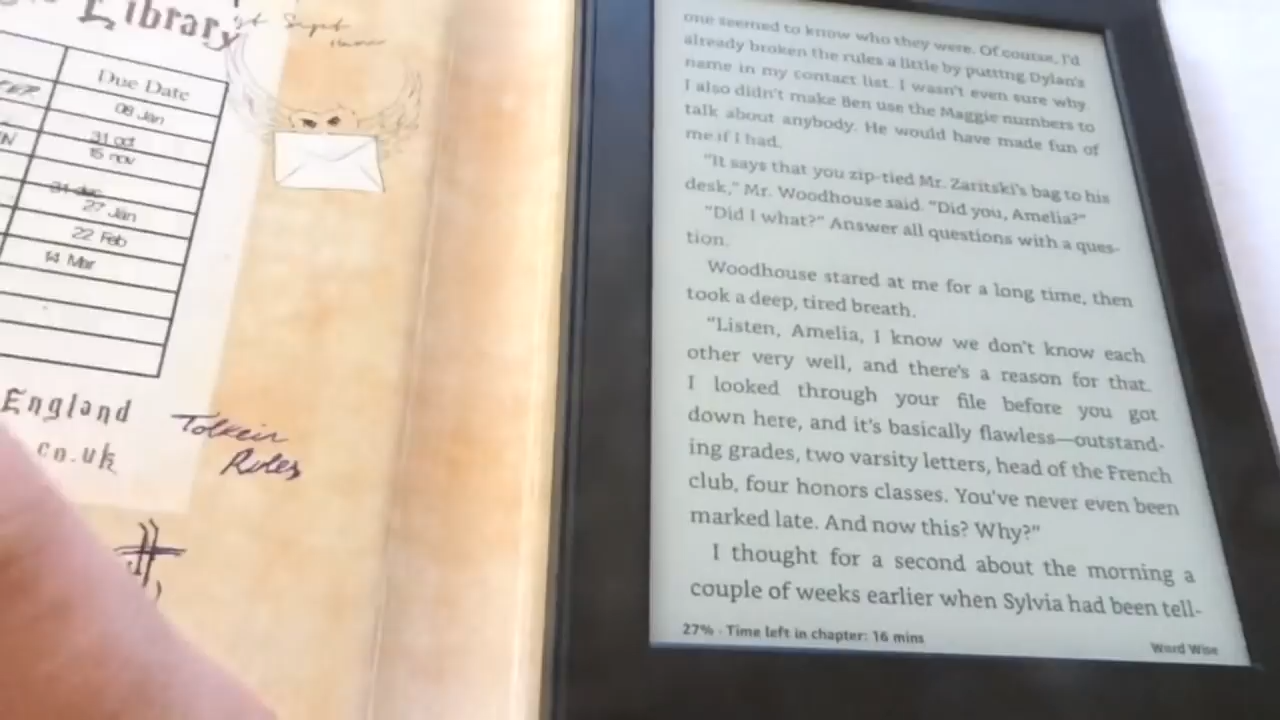 Library
Due Date
08 Jan
31 oct
15 nov
31 dec
27 Jan
22 Feb
14 Mar
England
co.uk
Tolkein
Rules
one seemed to know who they were. Of course, I'd
already broken the rules a little by putting Dylan's
name in my contact list. I wasn't even sure why.
I also didn't make Ben use the Maggie numbers to
talk about anybody. He would have made fun of
me if I had.
"It says that you zip-tied Mr. Zaritski's bag to his
desk," Mr. Woodhouse said. "Did you, Amelia?"
"Did I what?" Answer all questions with a ques-
tion.
Woodhouse stared at me for a long time, then
took a deep, tired breath.
"Listen, Amelia, I know we don't know each
other very well, and there's a reason for that.
I looked through your file before you got
down here, and it's basically flawless—outstand-
ing grades, two varsity letters, head of the French
club, four honors classes. You've never even been
marked late. And now this? Why?"
I thought for a second about the morning a
couple of weeks earlier when Sylvia had been tell-
27% · Time left in chapter: 16 mins
Word Wise